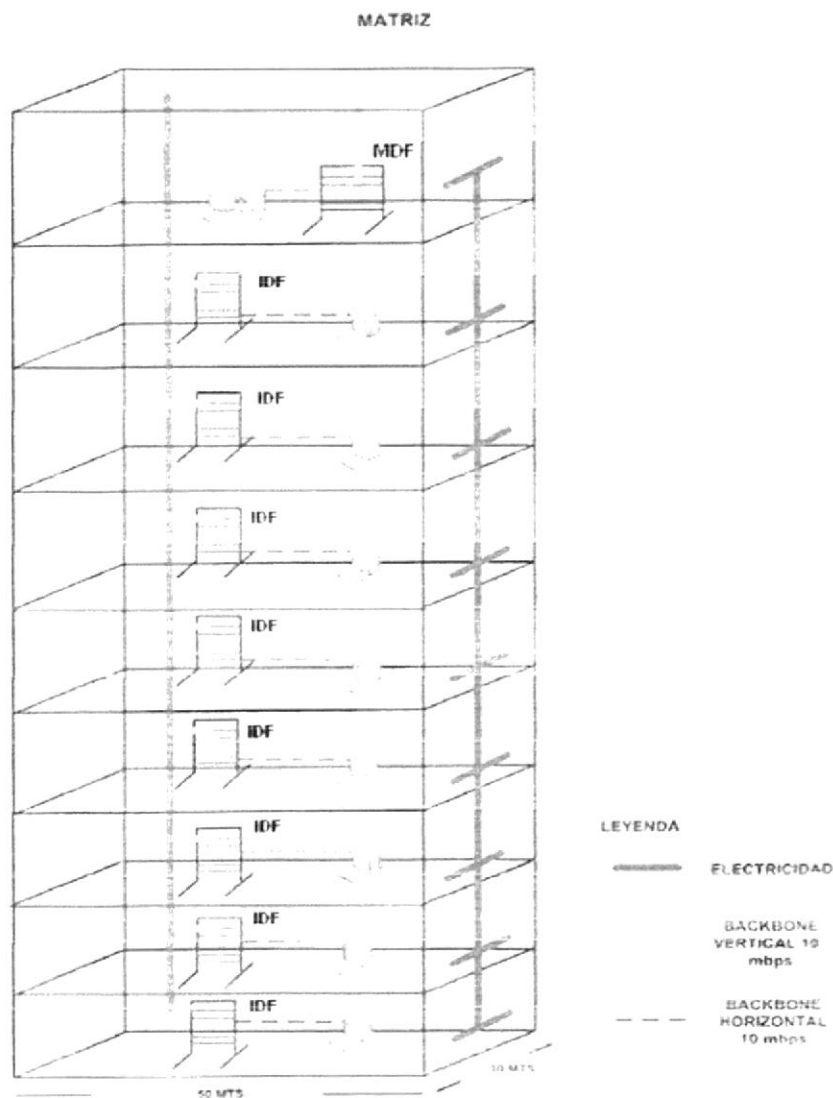 MATRIZ
MDF
IDF
IDF
IDF
IDF
IDF
IDF
IDF
IDF
LEYENDA
ELECTRICIDAD
BACKBONE
VERTICAL 10
mbps
BACKBONE
HORIZONTAL
10 mbps
50 MTS
MTS